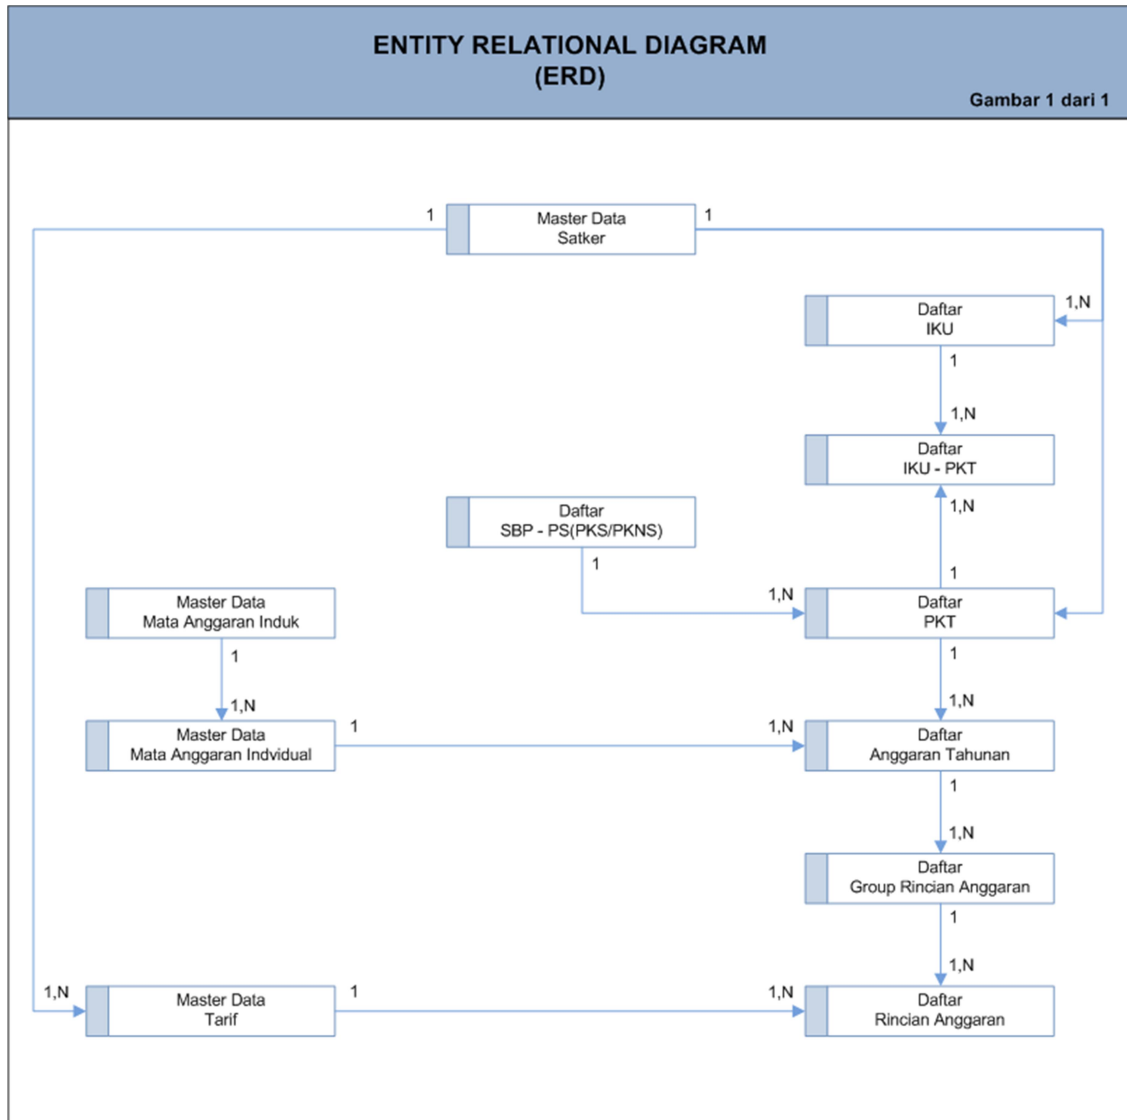 ENTITY RELATIONAL DIAGRAM
(ERD)
Gambar 1 dari 1
1
Master Data
Satker
1
Daftar
IKU
1,N
1
1,N
Daftar
IKU - PKT
1,N
Daftar
SBP - PS(PKS/PKNS)
1
1
1,N
Master Data
Mata Anggaran Induk
Daftar
PKT
1
1
1,N
1,N
Master Data
Mata Anggaran Indvidual
1
1,N
Daftar
Anggaran Tahunan
1
1,N
Daftar
Group Rincian Anggaran
1
1,N
1,N
Master Data
Tarif
1
1,N
Daftar
Rincian Anggaran